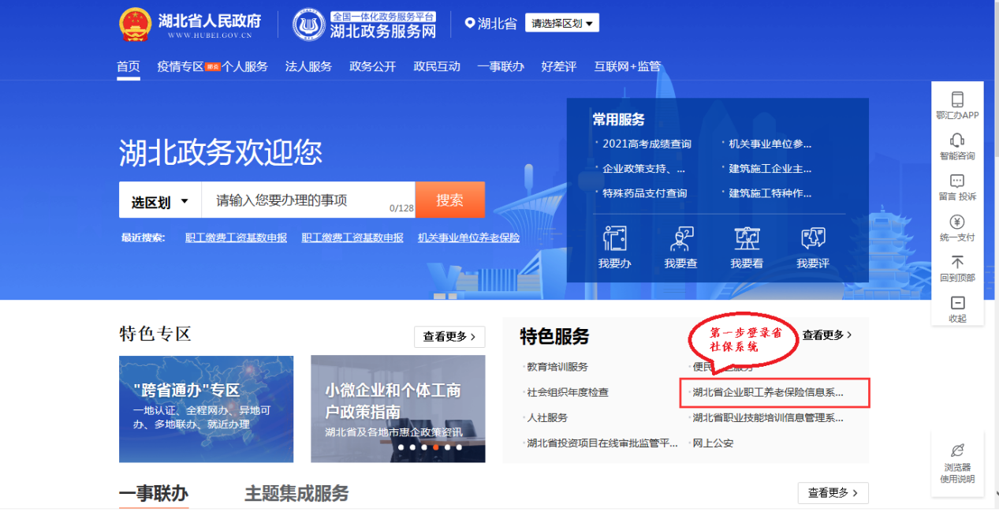 湖北省人民政府
WWW.HUBEI.GOV.CN
全国一体化政务服务平台
湖北政务服务网
湖北省
请选择区划
首页 疫情专区 个人服务 法人服务 政务公开 政民互动 一事联办 好差评 互联网+监管
湖北政务欢迎您
选区划
请输入您要办理的事项
0/128
搜索
最近搜索: 职工缴费工资基数申报 职工缴费工资基数申报 机关事业单位养老保险
常用服务
2021高考成绩查询
机关事业单位参...
企业政策支持、...
建筑施工企业主...
特殊药品支付查询
建筑施工特种作...
我要办 我要查 我要看 我要评
鄂汇办APP
智能咨询
留言 投诉
统一支付
回到顶部
收起
特色专区
查看更多
"跨省通办"专区
一地认证、全程网办、异地可
办、多地联办、就近办理
小微企业和个体工商
户政策指南
湖北省及各地市惠企政策资讯
特色服务
第一步登录省
社保系统
查看更多
教育培训服务
便民
服务
社会组织年度检查
湖北省企业职工养老保险信息系...
人社服务
湖北省职业技能培训信息管理系...
湖北省投资项目在线审批监管平...
网上公安
浏览器
使用说明
一事联办
主题集成服务
查看更多